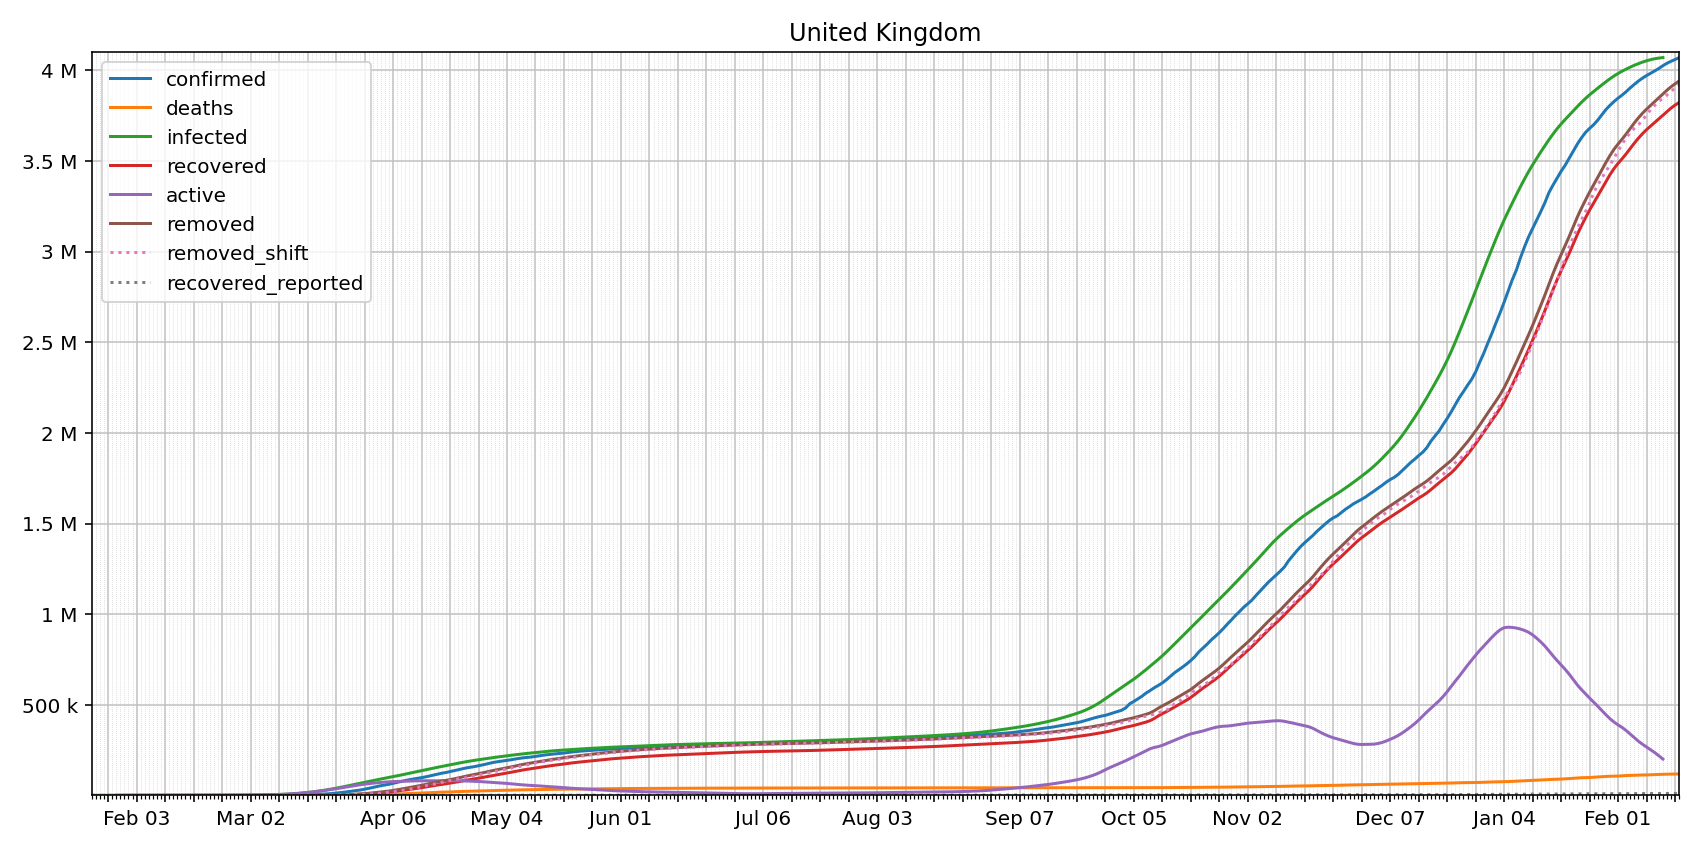 United Kingdom
4 M
3.5 M
3 M
2.5 M
2 M
1.5 M
1 M
500 k
confirmed
deaths
infected
recovered
active
removed
removed_shift
recovered_reported
Feb 03 Mar 02 Apr 06 May 04 Jun 01 Jul 06 Aug 03 Sep 07 Oct 05 Nov 02 Dec 07 Jan 04 Feb 01